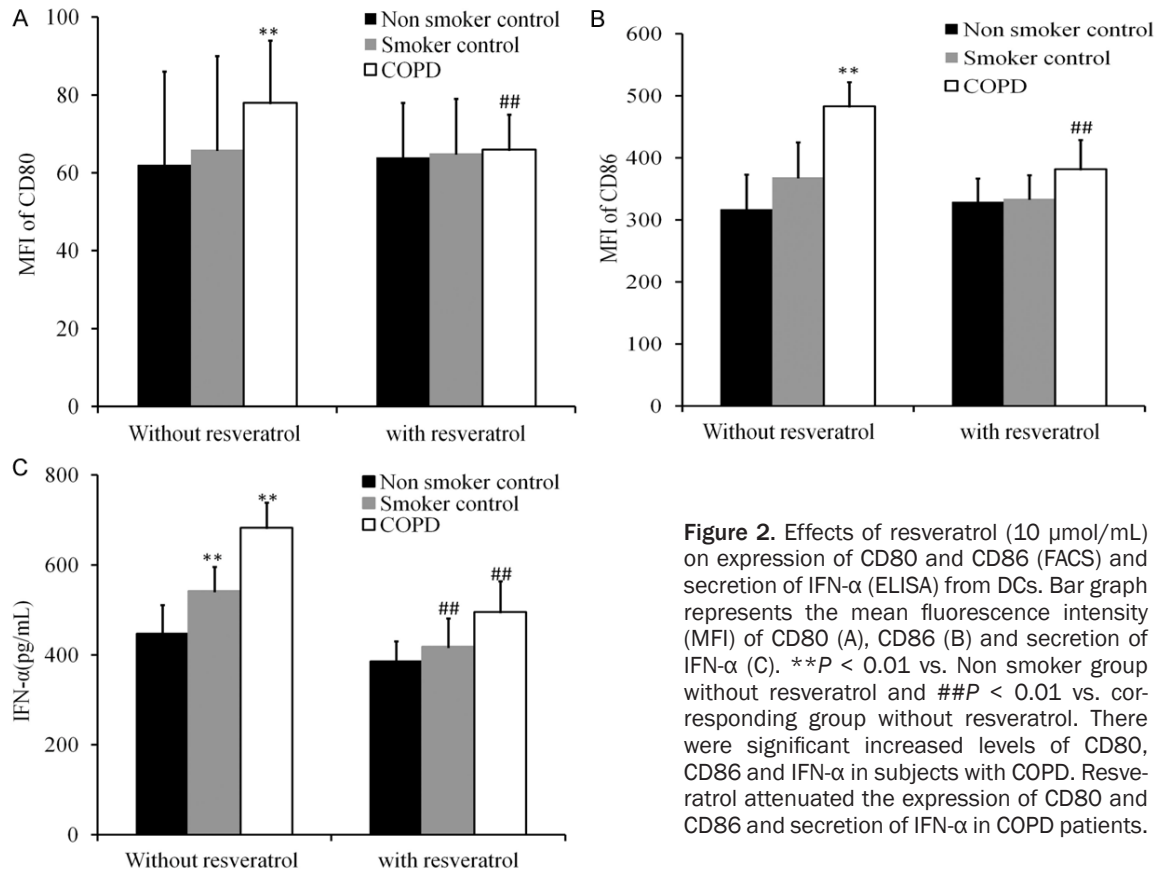 A
MFI of CD80
100
80
60
40
20
0
Non smoker control
Smoker control
COPD
**
##
Without resveratrol
with resveratrol
B
MFI of CD86
600
500
400
300
200
100
0
Non smoker control
Smoker control
COPD
**
##
Without resveratrol
with resveratrol
C
IFN-α(pg/mL)
800
600
400
200
0
Non smoker control
Smoker control
COPD
**
**
##
##
Without resveratrol
with resveratrol
Figure 2. Effects of resveratrol (10 μmol/mL)
on expression of CD80 and CD86 (FACS) and
secretion of IFN-α (ELISA) from DCs. Bar graph
represents the mean fluorescence intensity
(MFI) of CD80 (A), CD86 (B) and secretion of
IFN-α (C). **P < 0.01 vs. Non smoker group
without resveratrol and ##P < 0.01 vs. cor-
responding group without resveratrol. There
were significant increased levels of CD80,
CD86 and IFN-α in subjects with COPD. Resve-
ratrol attenuated the expression of CD80 and
CD86 and secretion of IFN-α in COPD patients.